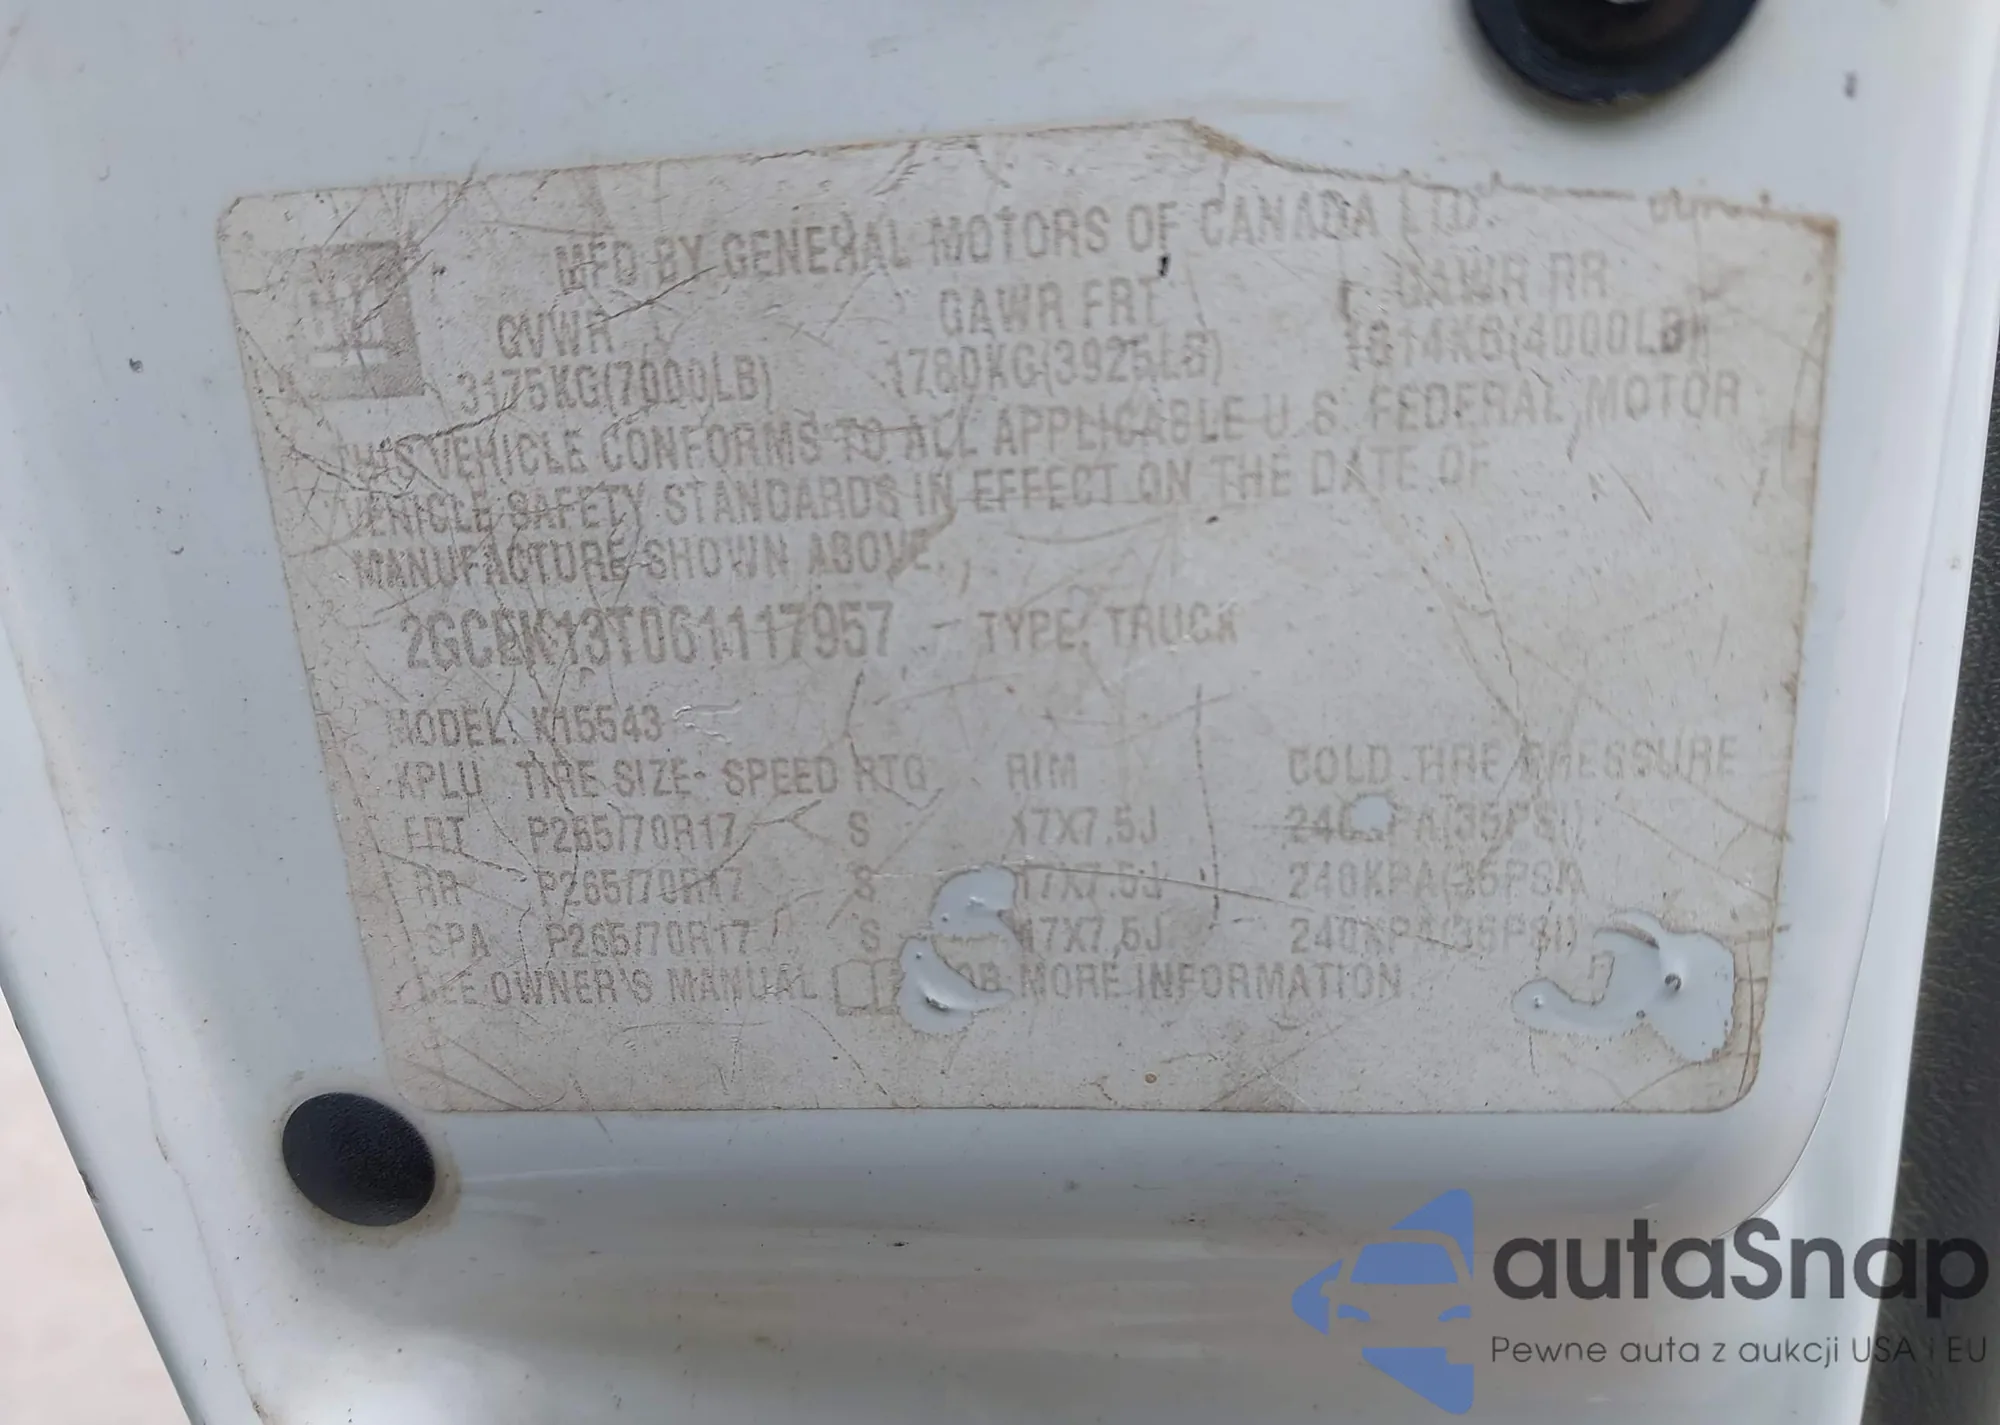 GM
MFD BY GENERAL MOTORS OF CANADA LTD.
GVWR GAWR FRT GAWR RR
3175KG(7000LB) 1780KG(3925LB) 1814KG(4000LB)
THIS VEHICLE CONFORMS TO ALL APPLICABLE U.S. FEDERAL MOTOR
VEHICLE SAFETY STANDARDS IN EFFECT ON THE DATE OF
MANUFACTURE SHOWN ABOVE.
2GCEK13T061117957 TYPE: TRUCK
MODEL: K15543
XPLU TIRE SIZE SPEED RTG RIM COLD TIRE PRESSURE
FRT P265/70R17 S 17X7.5J 240KPA(35PSI)
RR P265/70R17 S 17X7.5J 240KPA(35PSI)
SPA P265/70R17 S 17X7.5J 240KPA(35PSI)
SEE OWNER'S MANUAL FOR MORE INFORMATION
autaSnap
Pewne auta z aukcji USA i EU